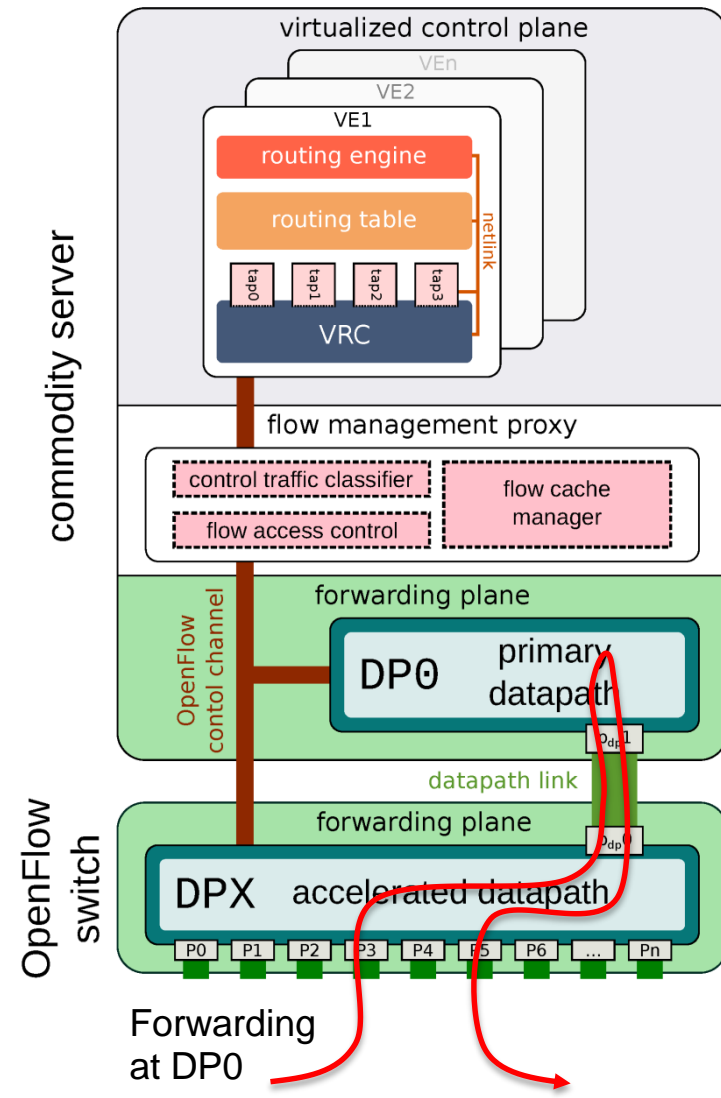 virtualized control plane
VEn
VE2
VE1
routing engine
routing table
netlink
tap0 tap1 tap2 tap3
VRC
commodity server
flow management proxy
control traffic classifier
flow access control
flow cache
manager
forwarding plane
OpenFlow
contol channel
DP0
primary
datapath
pdp1
datapath link
OpenFlow
switch
forwarding plane
pdp0
DPX accelerated datapath
P0 P1 P2 P3 P4 P5 P6 ... Pn
Forwarding
at DP0